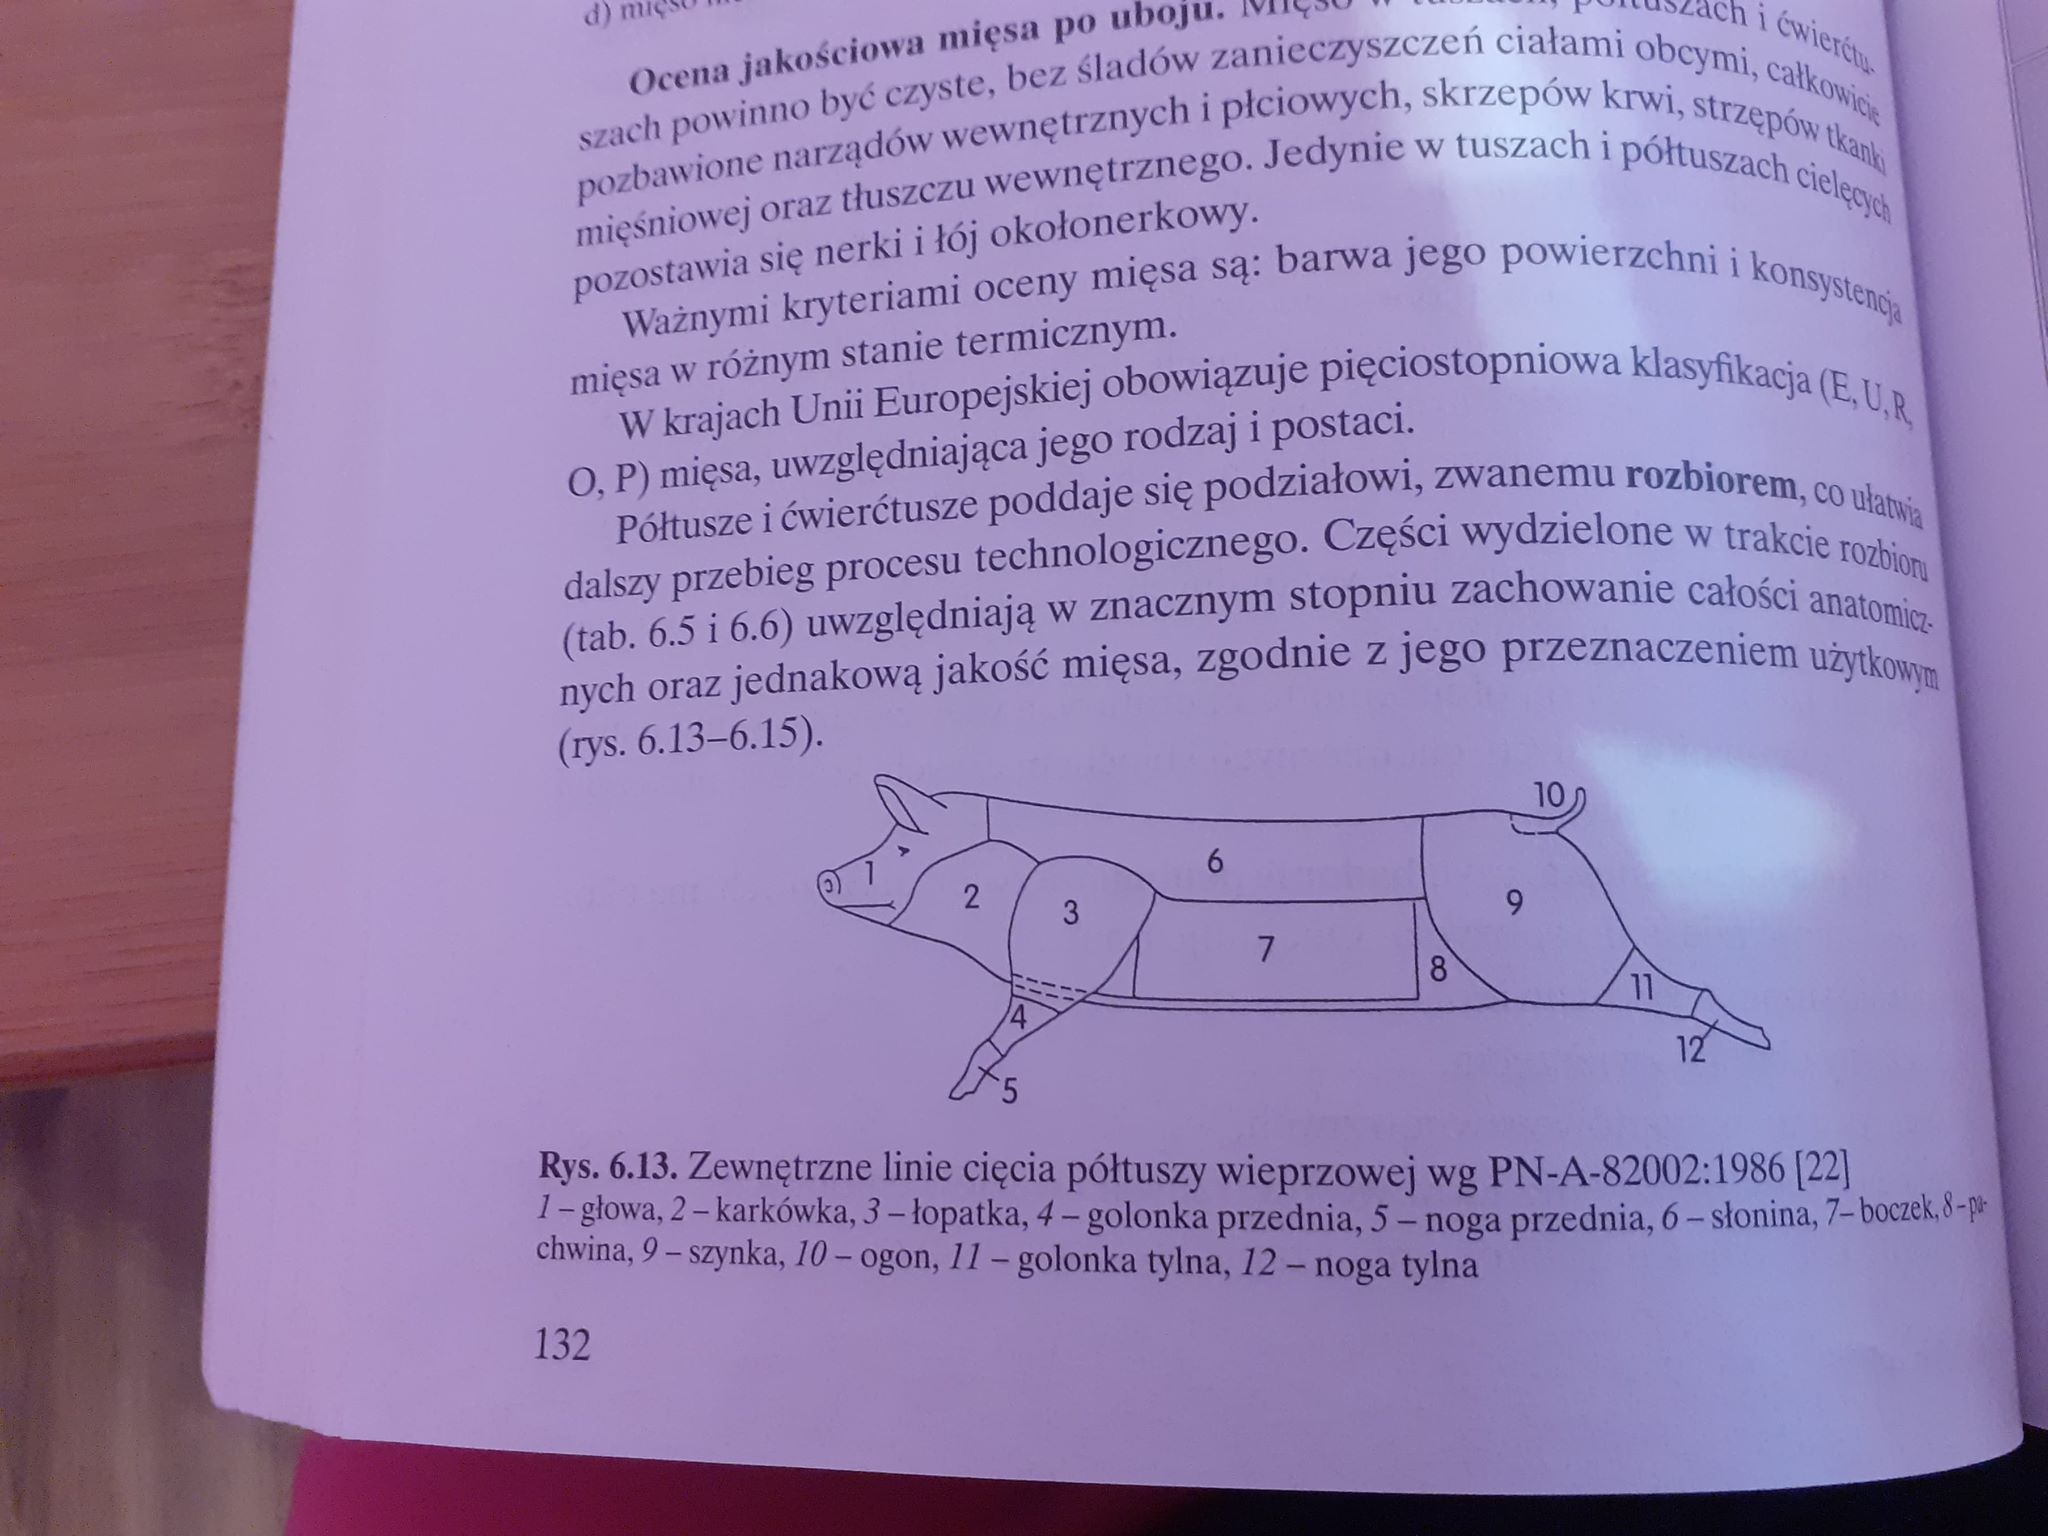 d)
Ocena jakościowa mięsa po uboju. i ćwierćtu-
szach powinno być czyste, bez śladów zanieczyszczeń ciałami obcymi, całkowicie
pozbawione narządów wewnętrznych i płciowych, skrzepów krwi, strzępów tkanki
mięśniowej oraz tłuszczu wewnętrznego. Jedynie w tuszach i półtuszach cielęcych
pozostawia się nerki i łój okołonerkowy.
Ważnymi kryteriami oceny mięsa są: barwa jego powierzchni i konsystencja
mięsa w różnym stanie termicznym.
W krajach Unii Europejskiej obowiązuje pięciostopniowa klasyfikacja (E, U, R,
O, P) mięsa, uwzględniająca jego rodzaj i postaci.
Półtusze i ćwierćtusze poddaje się podziałowi, zwanemu rozbiorem, co ułatwia
dalszy przebieg procesu technologicznego. Części wydzielone w trakcie rozbioru
(tab. 6.5 i 6.6) uwzględniają w znacznym stopniu zachowanie całości anatomicz-
nych oraz jednakową jakość mięsa, zgodnie z jego przeznaczeniem użytkowym
(rys. 6.13–6.15).
10
1
6
2
3
9
7
8
11
4
12
5
Rys. 6.13. Zewnętrzne linie cięcia półtuszy wieprzowej wg PN-A-82002:1986 [22]
1 – głowa, 2 – karkówka, 3 – łopatka, 4 – golonka przednia, 5 – noga przednia, 6 – słonina, 7 – boczek, 8 – pa-
chwina, 9 – szynka, 10 – ogon, 11 – golonka tylna, 12 – noga tylna
132